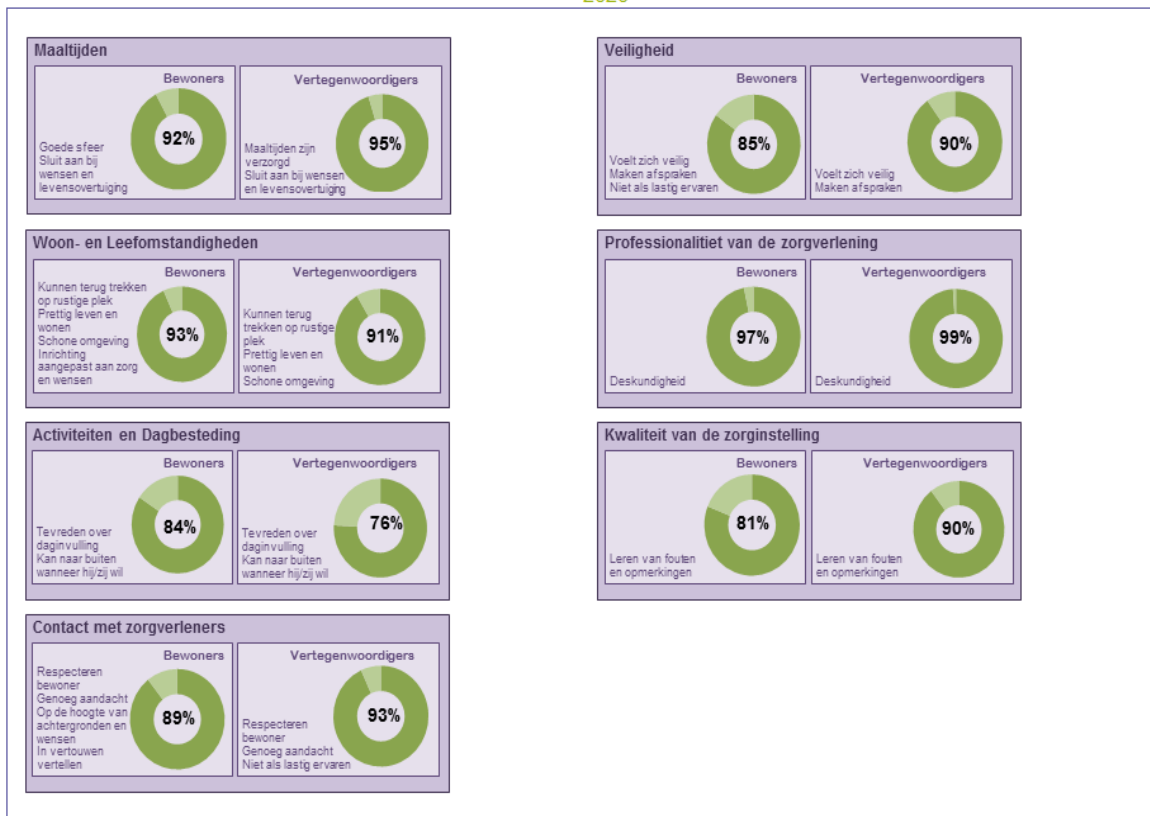 Maaltijden
Bewoners
92%
Goede sfeer
Sluit aan bij
wensen en
levensovertuiging
Vertegenwoordigers
95%
Maaltijden zijn
verzorgd
Sluit aan bij wensen
en levensovertuiging
Veiligheid
Bewoners
85%
Voelt zich veilig
Maken afspraken
Niet als lastig ervaren
Vertegenwoordigers
90%
Voelt zich veilig
Maken afspraken
Woon- en Leefomstandigheden
Bewoners
Kunnen terug trekken
op rustige plek
Prettig leven en
wonen
Schone omgeving
Inrichting
aangepast aan zorg
en wensen
93%
Vertegenwoordigers
Kunnen terug
trekken op rustige
plek
Prettig leven en
wonen
Schone omgeving
91%
Professionalitiet van de zorgverlening
Bewoners
97%
Deskundigheid
Vertegenwoordigers
99%
Deskundigheid
Activiteiten en Dagbesteding
Bewoners
84%
Tevreden over
daginvulling
Kan naar buiten
wanneer hij/zij wil
Vertegenwoordigers
76%
Tevreden over
daginvulling
Kan naar buiten
wanneer hij/zij wil
Kwaliteit van de zorginstelling
Bewoners
81%
Leren van fouten
en opmerkingen
Vertegenwoordigers
90%
Leren van fouten
en opmerkingen
Contact met zorgverleners
Bewoners
Respecteren
bewoner
Genoeg aandacht
Op de hoogte van
achtergronden en
wensen
In vertouwen
vertellen
89%
Vertegenwoordigers
93%
Respecteren
bewoner
Genoeg aandacht
Niet als lastig ervaren